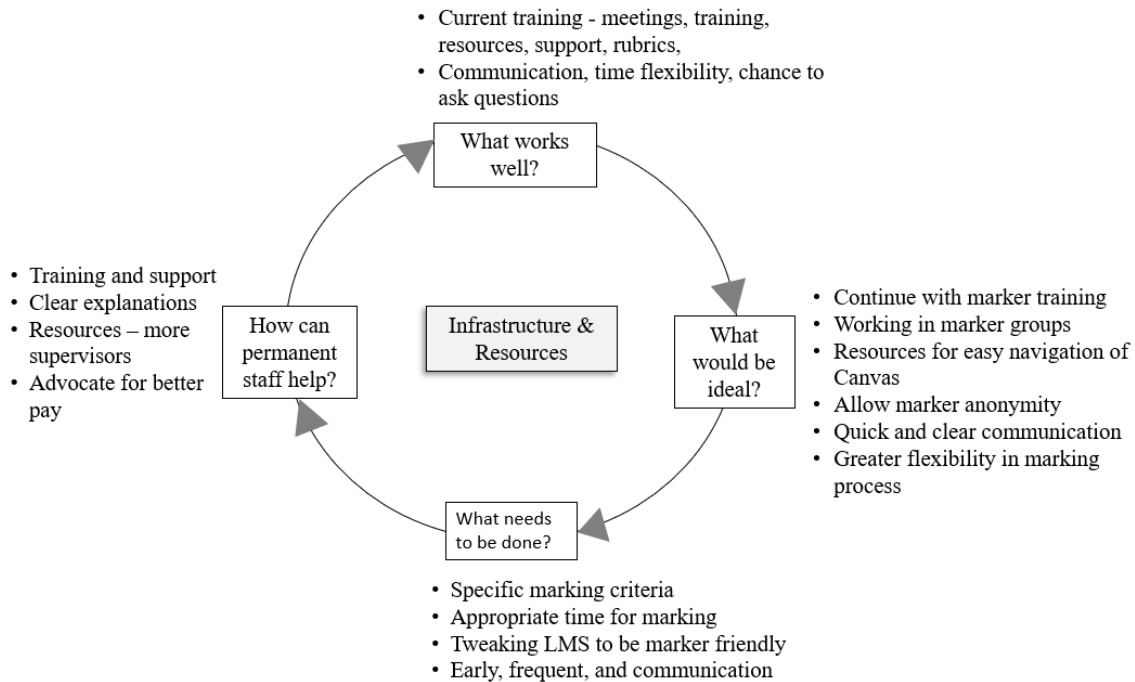 • Current training - meetings, training,
resources, support, rubrics,
• Communication, time flexibility, chance to
ask questions
What works
well?
• Continue with marker training
• Working in marker groups
• Resources for easy navigation of
Canvas
• Allow marker anonymity
• Quick and clear communication
• Greater flexibility in marking
process
What
would be
ideal?
Infrastructure &
Resources
What needs
to be done?
• Specific marking criteria
• Appropriate time for marking
• Tweaking LMS to be marker friendly
• Early, frequent, and communication
• Training and support
• Clear explanations
• Resources – more
supervisors
• Advocate for better
pay
How can
permanent
staff help?